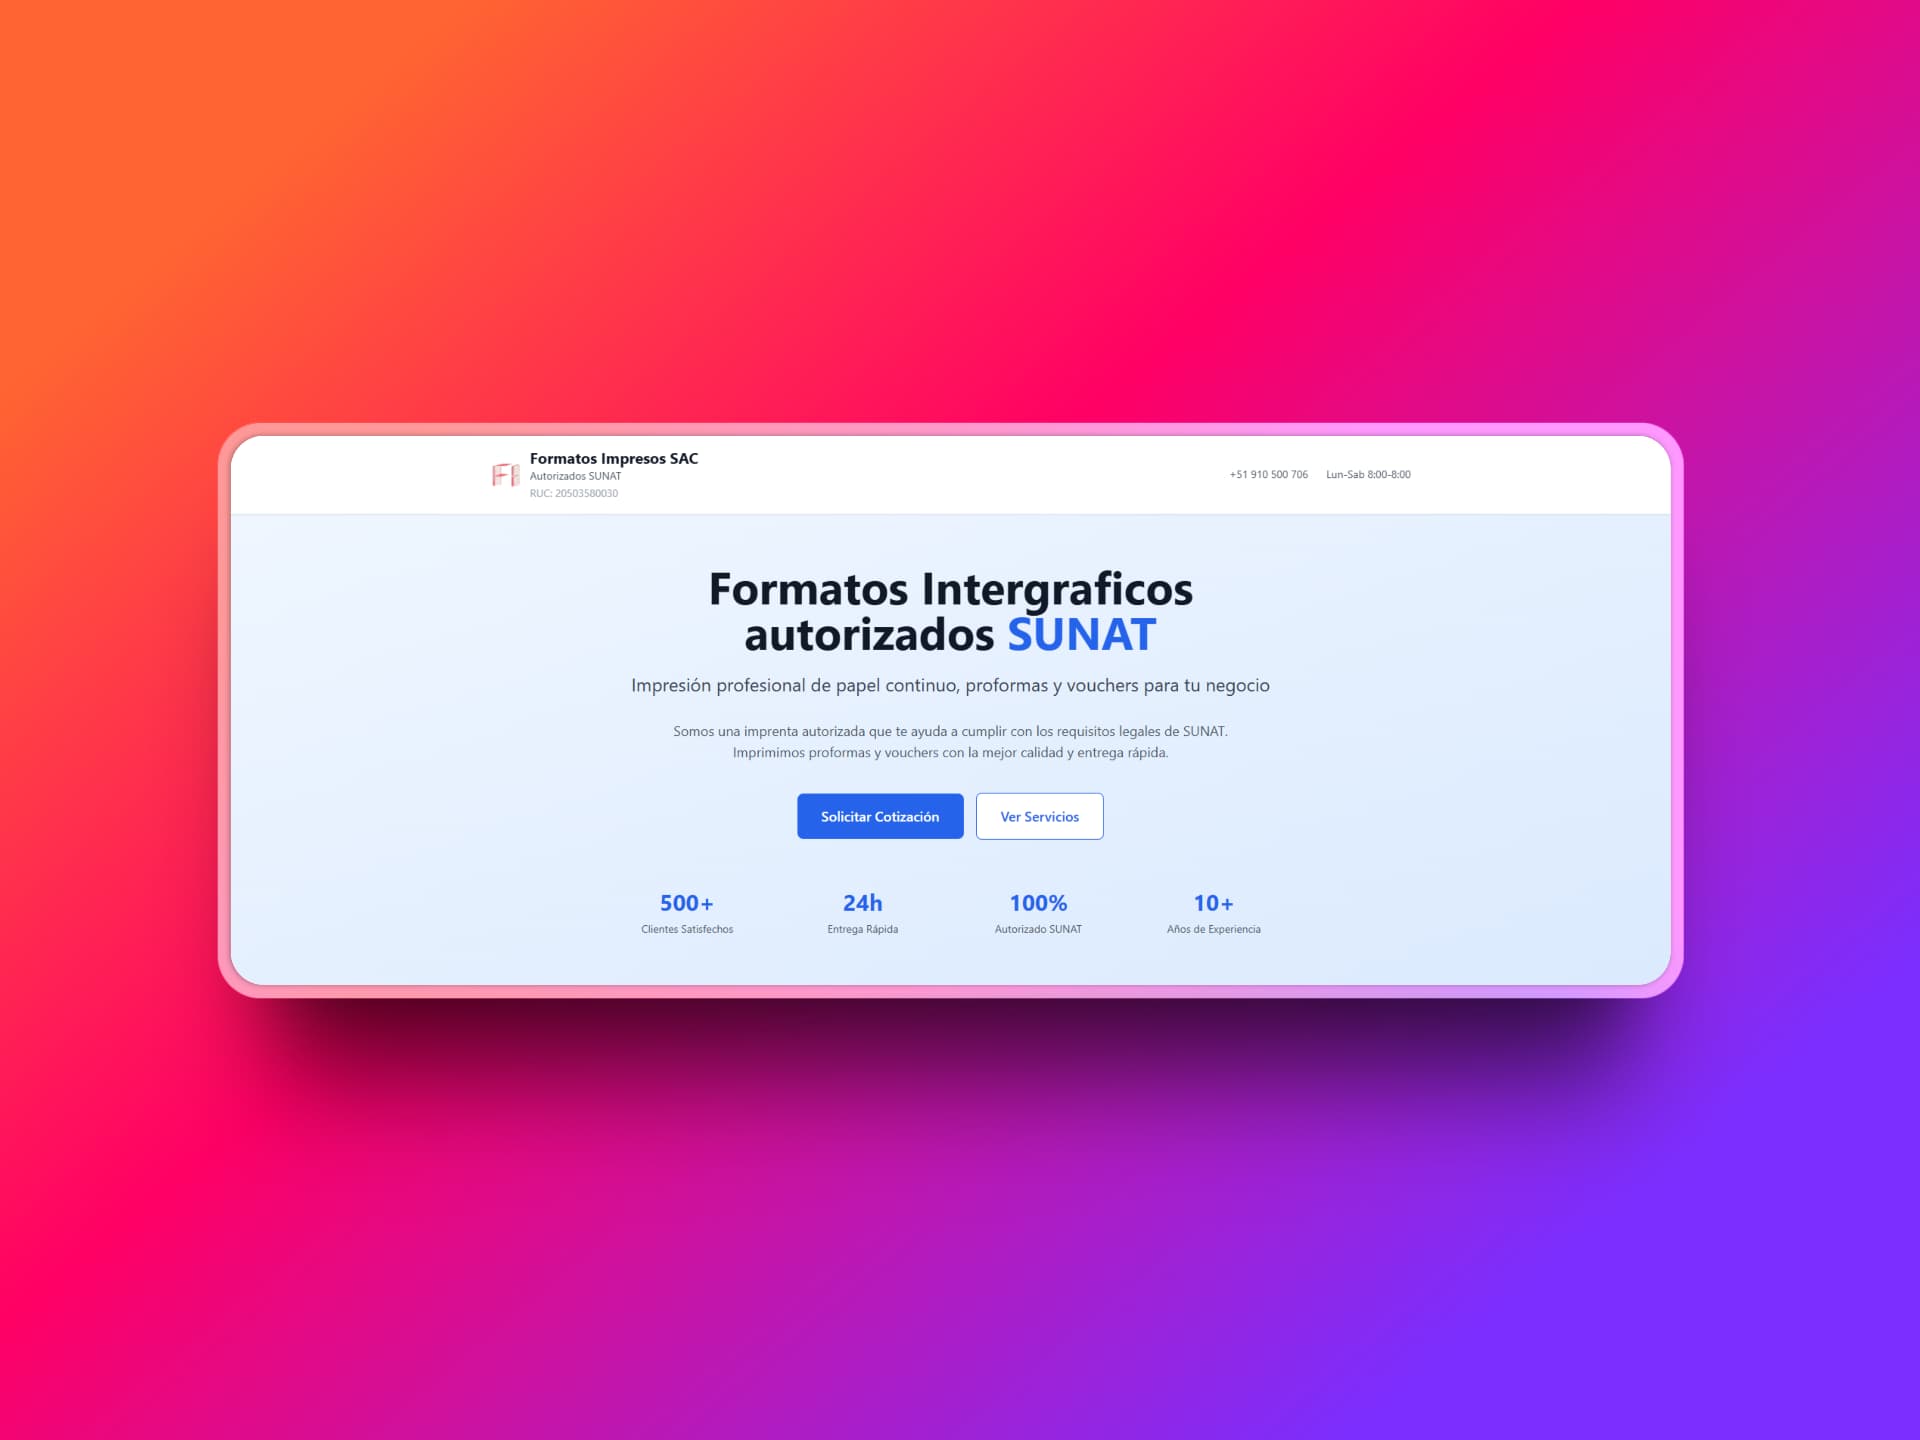 FI
Formatos Impresos SAC
Autorizados SUNAT
RUC: 20503580030
+51 910 500 706 Lun-Sab 8:00-8:00
Formatos Intergraficos
autorizados SUNAT
Impresión profesional de papel continuo, proformas y vouchers para tu negocio
Somos una imprenta autorizada que te ayuda a cumplir con los requisitos legales de SUNAT.
Imprimimos proformas y vouchers con la mejor calidad y entrega rápida.
Solicitar Cotización Ver Servicios
500+ 24h 100% 10+
Clientes Satisfechos Entrega Rápida Autorizado SUNAT Años de Experiencia